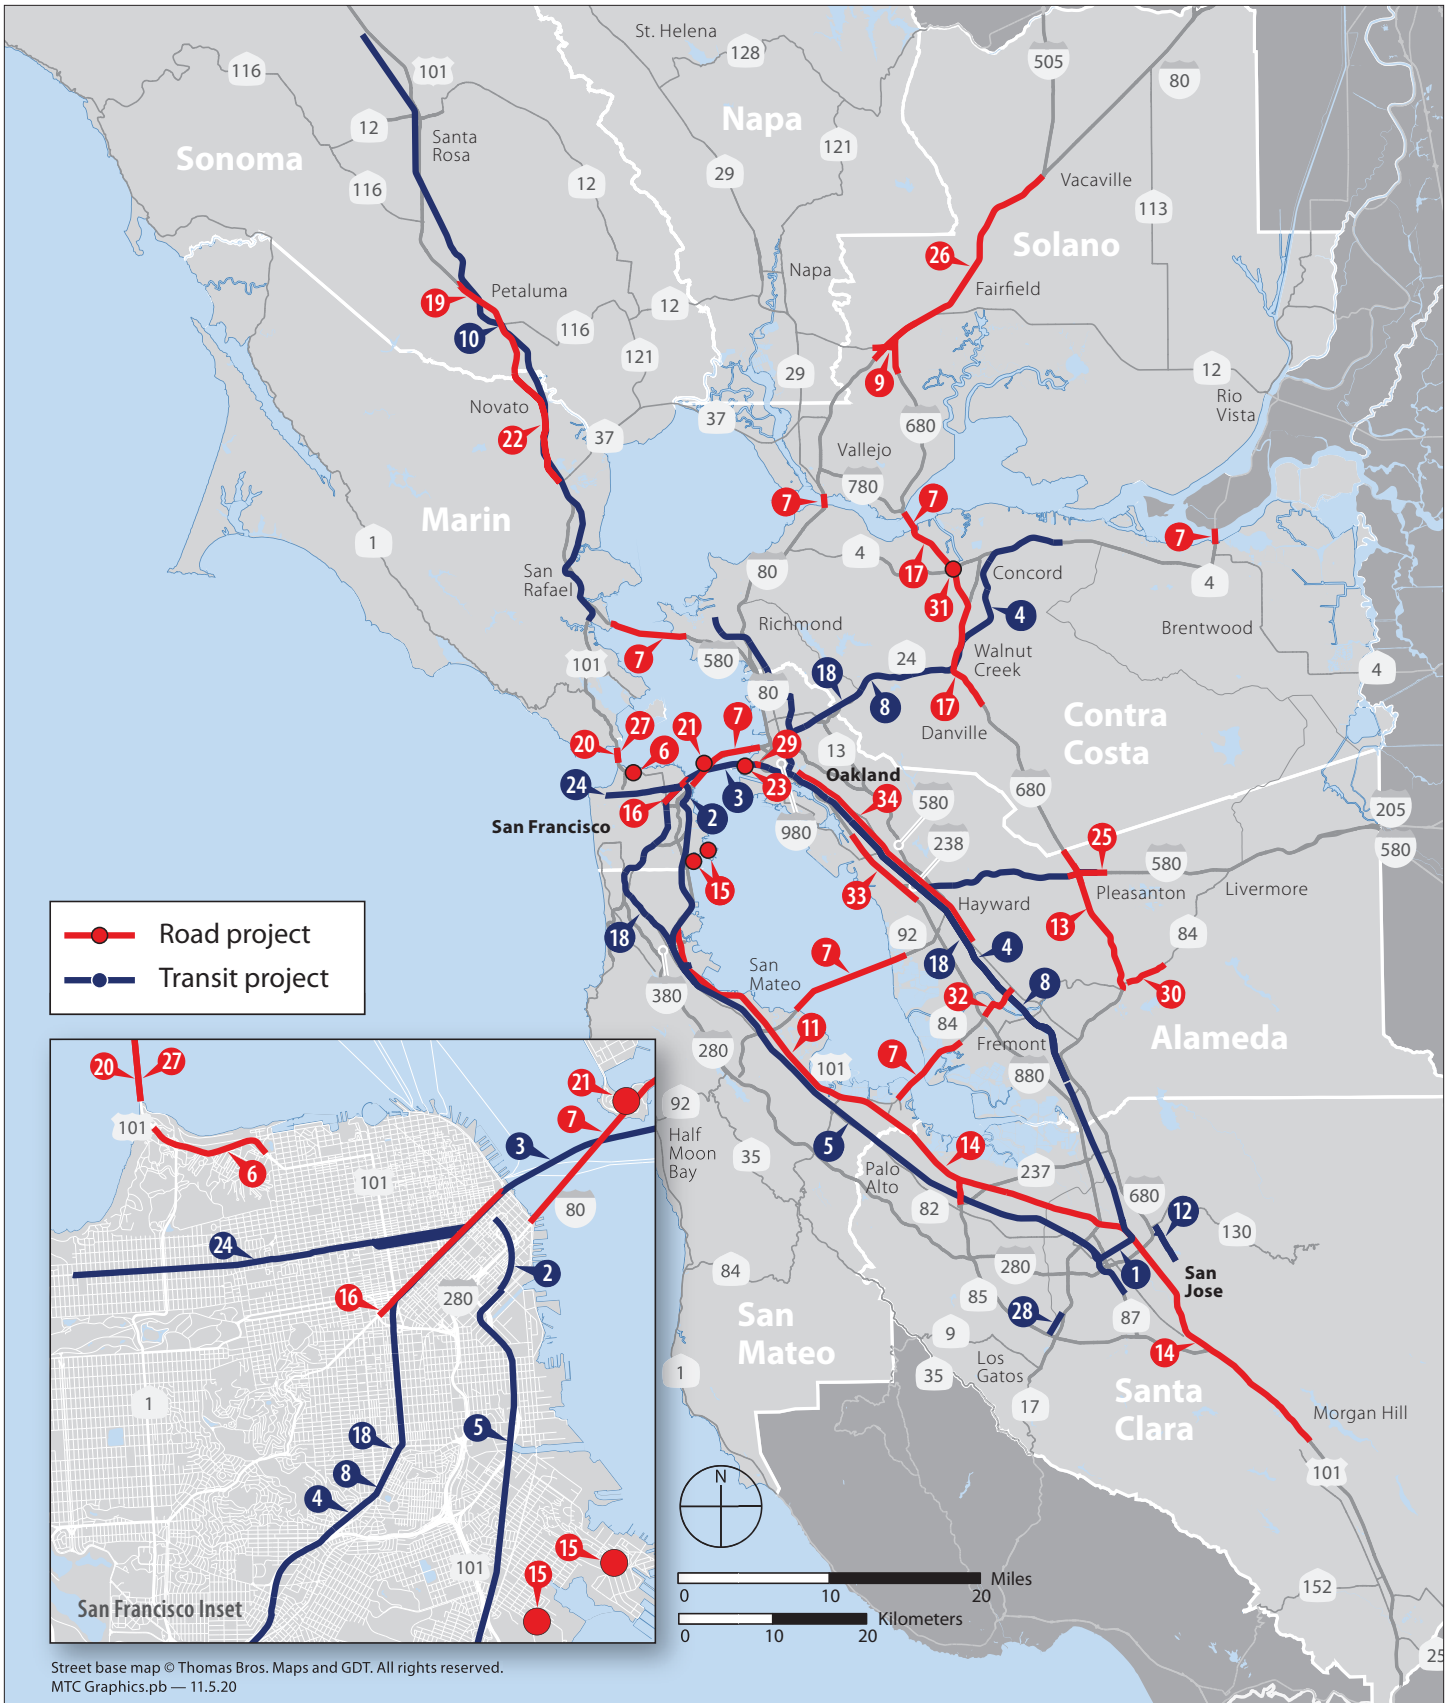 St. Helena
128
505
80
101
116
Napa
12
Santa
Rosa
121
Sonoma
29
116
12
Vacaville
113
Solano
26
Napa
Fairfield
19
Petaluma
12
10
116
121
29
12
9
Rio
Vista
Novato
37
37
680
22
Vallejo
780
7
7
Marin
7
1
4
17
Concord
4
San
Rafael
80
31
4
Richmond
Brentwood
7
580
24
Walnut
Creek
101
18
4
80
8
17
Contra
Costa
Danville
27
21
7
20
6
29
13
Oakland
24
23
3
34
680
16
2
580
205
San Francisco
980
238
25
580
580
15
33
Pleasanton
Livermore
Hayward
Road project
18
13
84
92
4
Transit project
7
18
San
Mateo
8
380
32
30
11
84
Alameda
Fremont
280
7
101
880
20
27
21
92
7
101
Half
Moon
Bay
5
14
3
35
237
6
Palo
Alto
101
82
680
80
12
130
24
2
280
1
San
Jose
84
16
280
85
28
87
San
Mateo
9
14
1
35
Los
Gatos
Santa
Clara
1
17
Morgan Hill
18
5
8
N
101
4
15
101
Miles
15
0
10
20
152
San Francisco Inset
Kilometers
0
10
20
25
Street base map © Thomas Bros. Maps and GDT. All rights reserved.
MTC Graphics.pb — 11.5.20